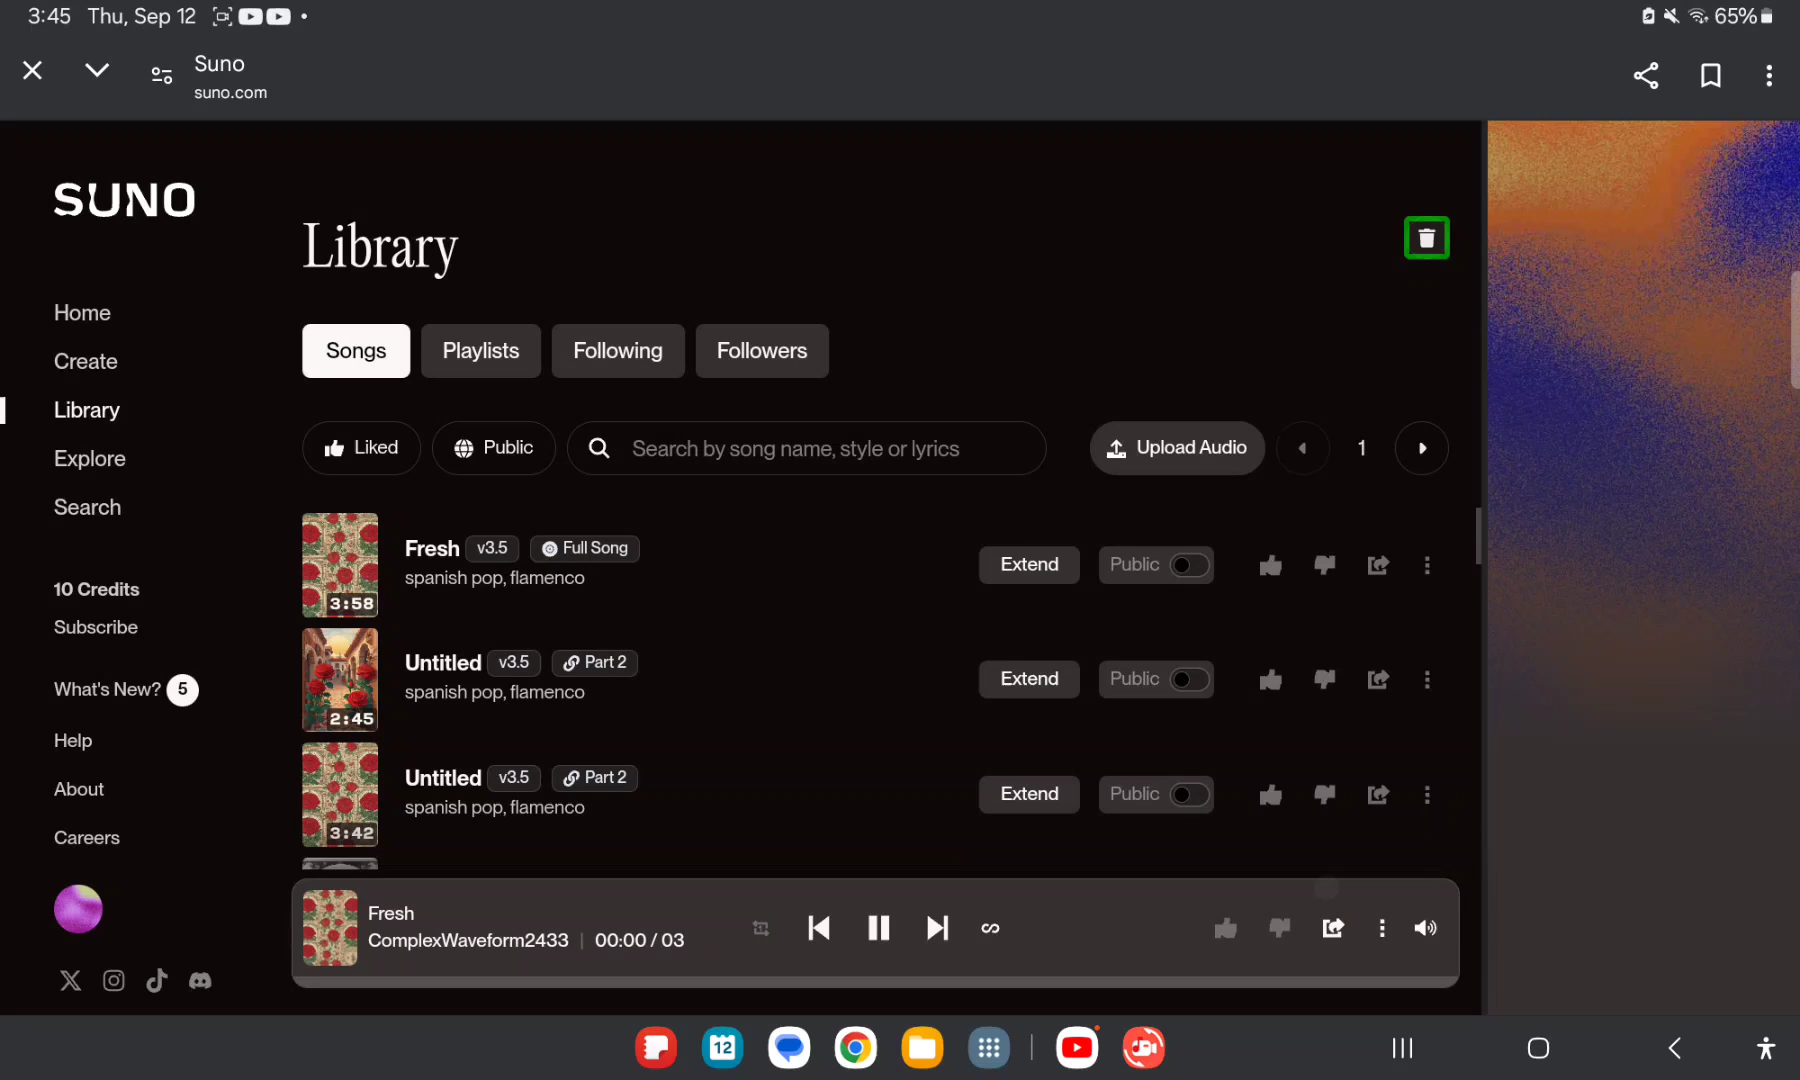 3:45 Thu, Sep 12
65%
Suno
suno.com
SUNO
Library
Home
Create
Library
Explore
Search
10 Credits
Subscribe
What's New? 5
Help
About
Careers
Songs Playlists Following Followers
Liked Public Search by song name, style or lyrics Upload Audio 1
Fresh v3.5 Full Song
spanish pop, flamenco
3:58
Extend Public
Untitled v3.5 Part 2
spanish pop, flamenco
2:45
Extend Public
Untitled v3.5 Part 2
spanish pop, flamenco
3:42
Extend Public
Fresh
ComplexWaveform2433 | 00:00 / 03
12